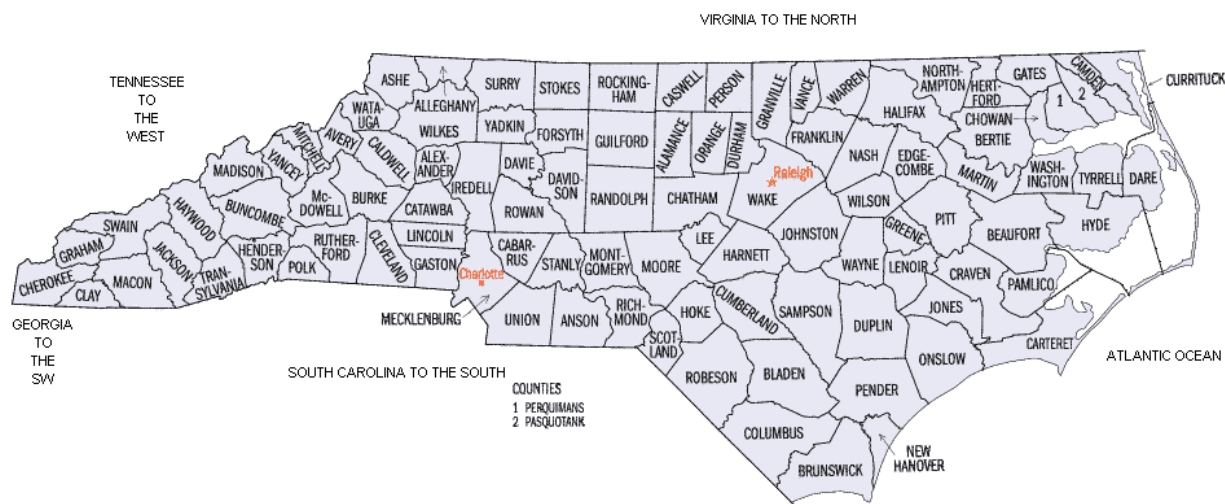 VIRGINIA TO THE NORTH
TENNESSEE
TO
THE
WEST
ASHE
ALLEGHANY
SURRY
STOKES
ROCKING-
HAM
CASWELL
PERSON
GRANVILLE
VANCE
WARREN
NORTH-
AMPTON
HERT-
FORD
GATES
CAMDEN
CURRITUCK
WATA-
UGA
WILKES
YADKIN
FORSYTH
GUILFORD
ALAMANCE
ORANGE
DURHAM
FRANKLIN
HALIFAX
CHOWAN
BERTIE
1
2
MITCHELL
AVERY
CALDWELL
ALEX-
ANDER
IREDELL
DAVIE
DAVID-
SON
RANDOLPH
CHATHAM
Raleigh
WAKE
NASH
EDGE-
COMBE
MARTIN
WASH-
INGTON
TYRRELL
DARE
MADISON
YANCEY
BUNCOMBE
Mc-
DOWELL
BURKE
CATAWBA
ROWAN
WILSON
PITT
BEAUFORT
HYDE
SWAIN
HAYWOOD
HENDER-
SON
RUTHER-
FORD
CLEVELAND
LINCOLN
GASTON
CABAR-
RUS
STANLY
MONT-
GOMERY
MOORE
LEE
HARNETT
JOHNSTON
GREENE
WAYNE
LENOIR
CRAVEN
PAMLICO
GRAHAM
CHEROKEE
CLAY
MACON
JACKSON
TRAN-
SYLVANIA
POLK
Charlotte
MECKLENBURG
UNION
ANSON
RICH-
MOND
SCOT-
LAND
HOKE
CUMBERLAND
SAMPSON
DUPLIN
JONES
CARTERET
ONSLOW
GEORGIA
TO
THE
SW
SOUTH CAROLINA TO THE SOUTH
ATLANTIC OCEAN
ROBESON
BLADEN
PENDER
COLUMBUS
BRUNSWICK
NEW
HANOVER
COUNTIES
1 PERQUIMANS
2 PASQUOTANK